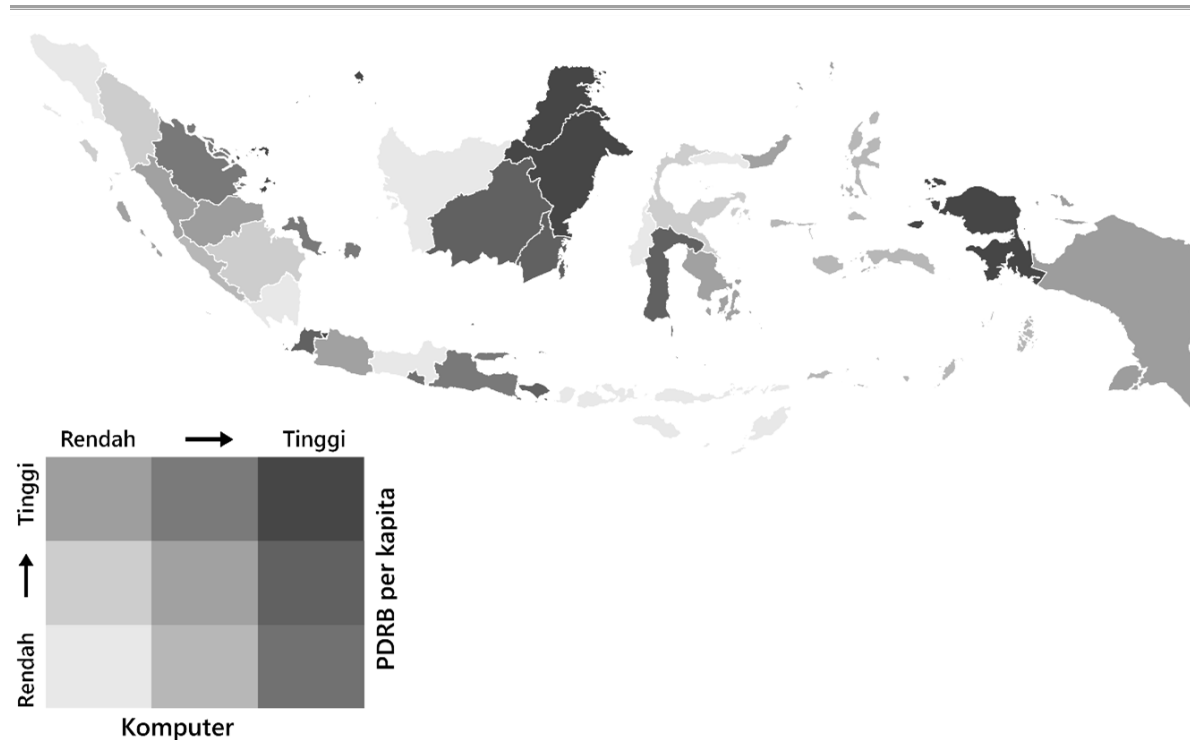 Rendah Tinggi
Tinggi
Rendah
PDRB per kapita
Komputer